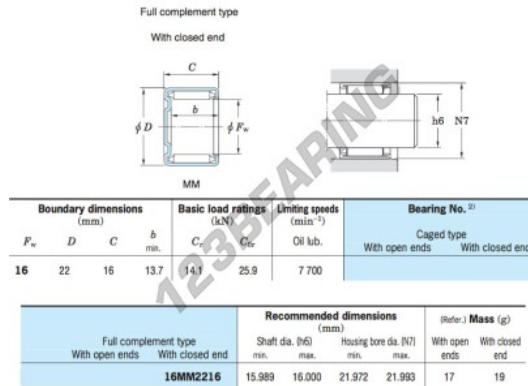 Full complement type
With closed end
C
b
φ D
φ Fw
h6
N7
MM
123BEARING
Boundary dimensions
(mm)
Basic load ratings
(kN)
Limiting speeds
(min⁻¹)
Bearing No. ²⁾
Fw D C b
min.
Cr C0r
Oil lub.
Caged type
With open ends With closed end
16 22 16 13.7 14.1 25.9 7 700
Recommended dimensions
(mm)
(Refer.) Mass (g)
Full complement type
With open ends With closed end
Shaft dia. (h6)
min. max.
Housing bore dia. (N7)
min. max.
With open
ends
With closed
end
16MM2216 15.989 16.000 21.972 21.993 17 19